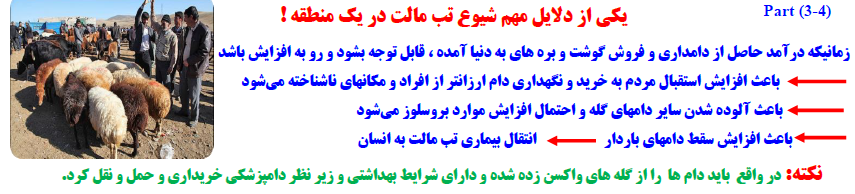 Part (3-4)
یکی از دلایل مهم شیوع تب مالت در یک منطقه !
زمانیکه درآمد حاصل از دامداری و فروش گوشت و بره های به دنیا آمده ، قابل توجه بشود و رو به افزایش باشد
باعث افزایش استقبال مردم به خرید و نگهداری دام ارزانتر از افراد و مکانهای ناشناخته می‌شود
باعث آلوده شدن سایر دامهای گله و احتمال افزایش موارد بروسلوز می‌شود
باعث افزایش سقط دامهای باردار انتقال بیماری تب مالت به انسان
نکته: در واقع باید دام ها را از گله های واکسن زده شده و دارای شرایط بهداشتی و زیر نظر دامپزشکی خریداری و حمل و نقل کرد.